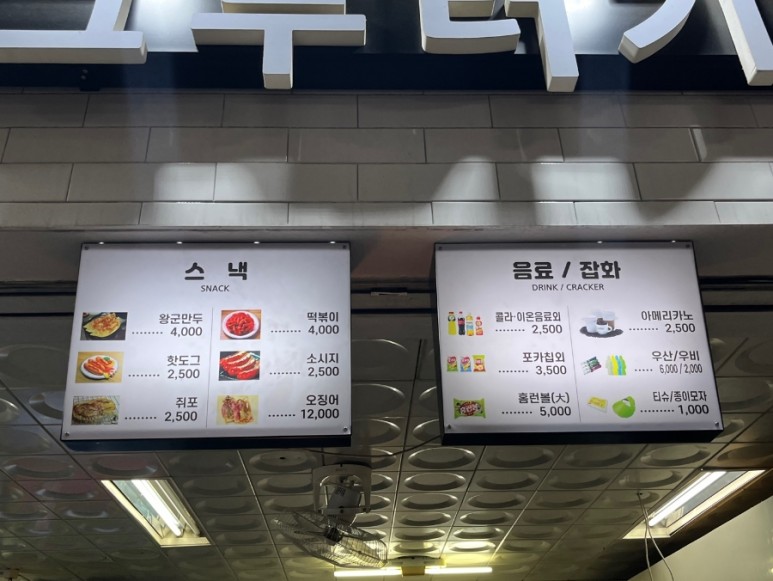 스 낵
SNACK
왕군만두
4,000
떡볶이
4,000
핫도그
2,500
소시지
2,500
쥐포
2,500
오징어
12,000
음료 / 잡화
DRINK / CRACKER
콜라·이온음료외
2,500
아메리카노
2,500
포카칩외
3,500
우산/우비
6,000 / 2,000
홈런볼(大)
5,000
티슈/종이모자
1,000